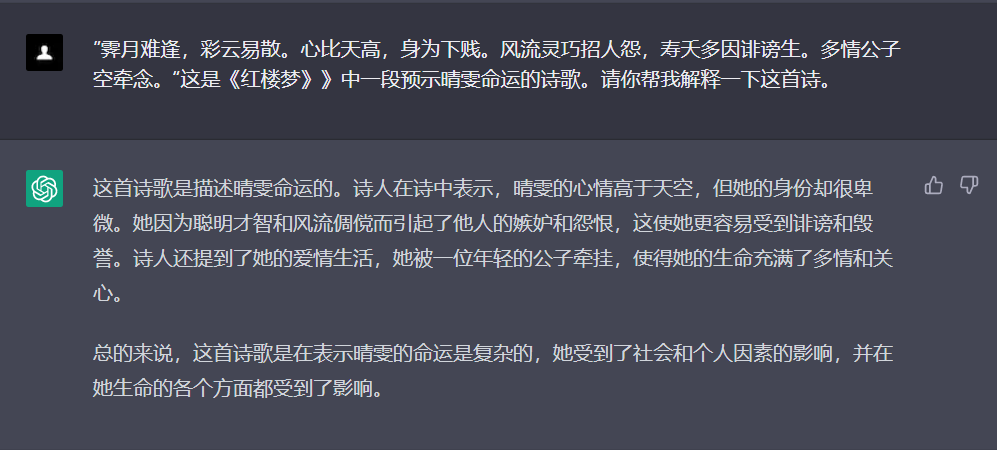 “霁月难逢，彩云易散。心比天高，身为下贱。风流灵巧招人怨，寿夭多因诽谤生。多情公子
空牵念。“这是《红楼梦》》中一段预示晴雯命运的诗歌。请你帮我解释一下这首诗。
这首诗歌是描述晴雯命运的。诗人在诗中表示，晴雯的心情高于天空，但她的身份却很卑
微。她因为聪明才智和风流倜傥而引起了他人的嫉妒和怨恨，这使她更容易受到诽谤和毁
誉。诗人还提到了她的爱情生活，她被一位年轻的公子牵挂，使得她的生命充满了多情和关
心。
总的来说，这首诗歌是在表示晴雯的命运是复杂的，她受到了社会和个人因素的影响，并在
她生命的各个方面都受到了影响。